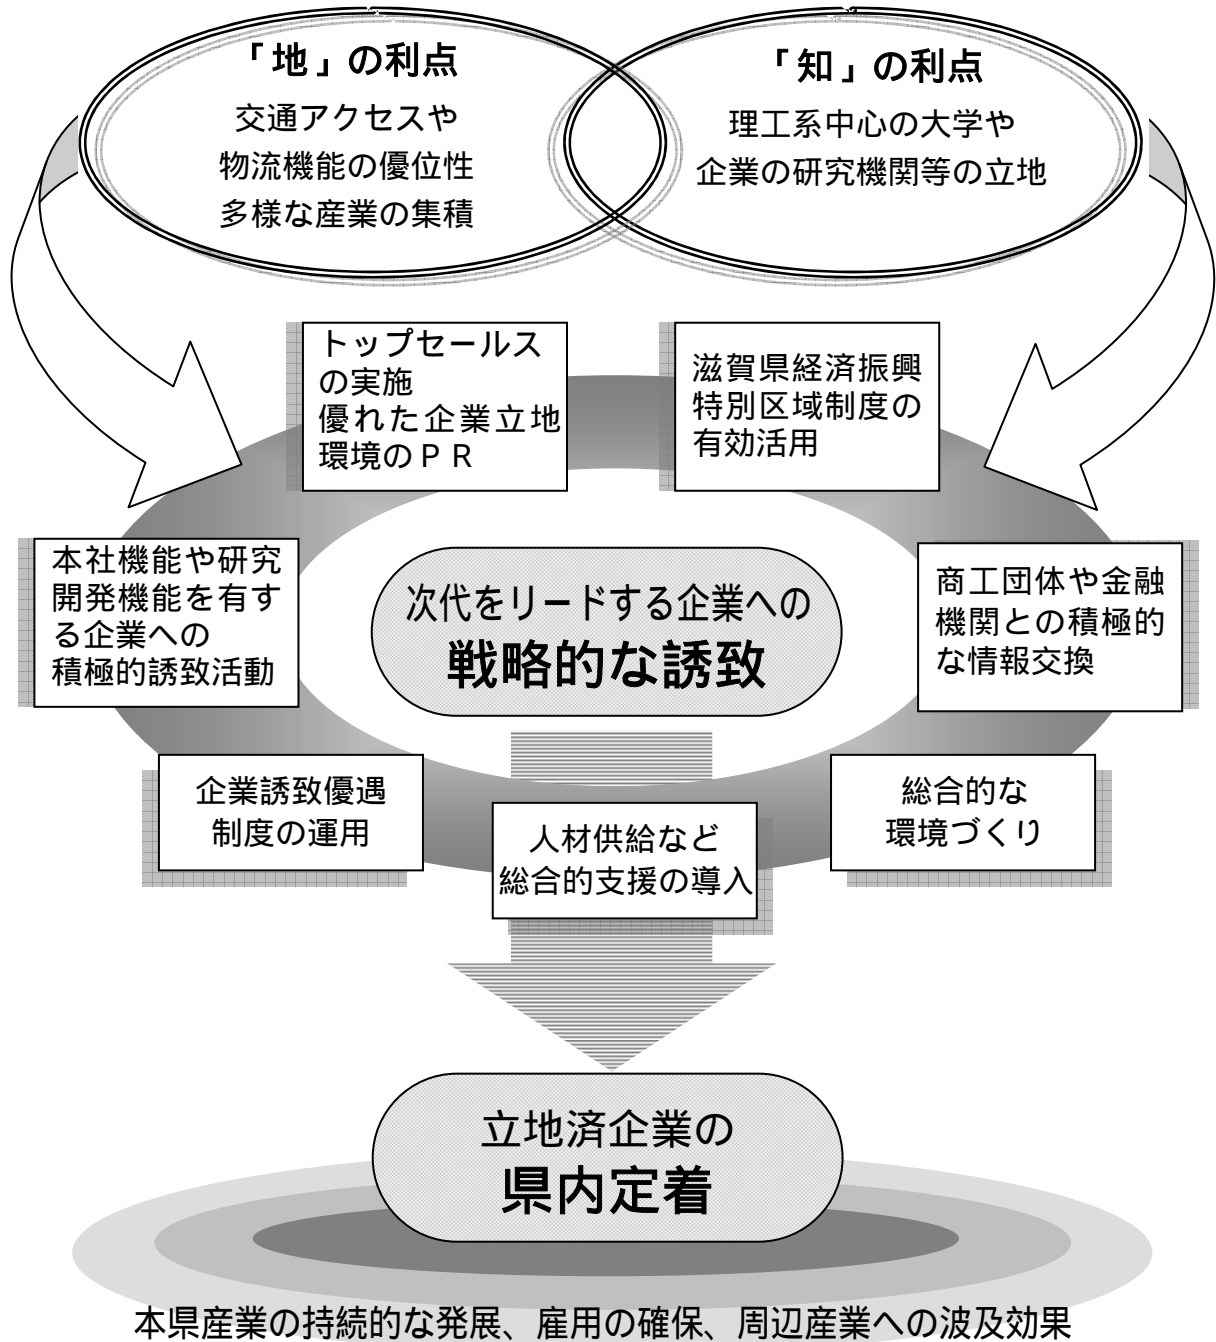 「地」の利点
交通アクセスや
物流機能の優位性
多様な産業の集積
「知」の利点
理工系中心の大学や
企業の研究機関等の立地
トップセールス
の実施
優れた企業立地
環境のＰＲ
滋賀県経済振興
特別区域制度の
有効活用
本社機能や研究
開発機能を有す
る企業への
積極的誘致活動
次代をリードする企業への
戦略的な誘致
商工団体や金融
機関との積極的
な情報交換
企業誘致優遇
制度の運用
人材供給など
総合的支援の導入
総合的な
環境づくり
立地済企業の
県内定着
本県産業の持続的な発展、雇用の確保、周辺産業への波及効果